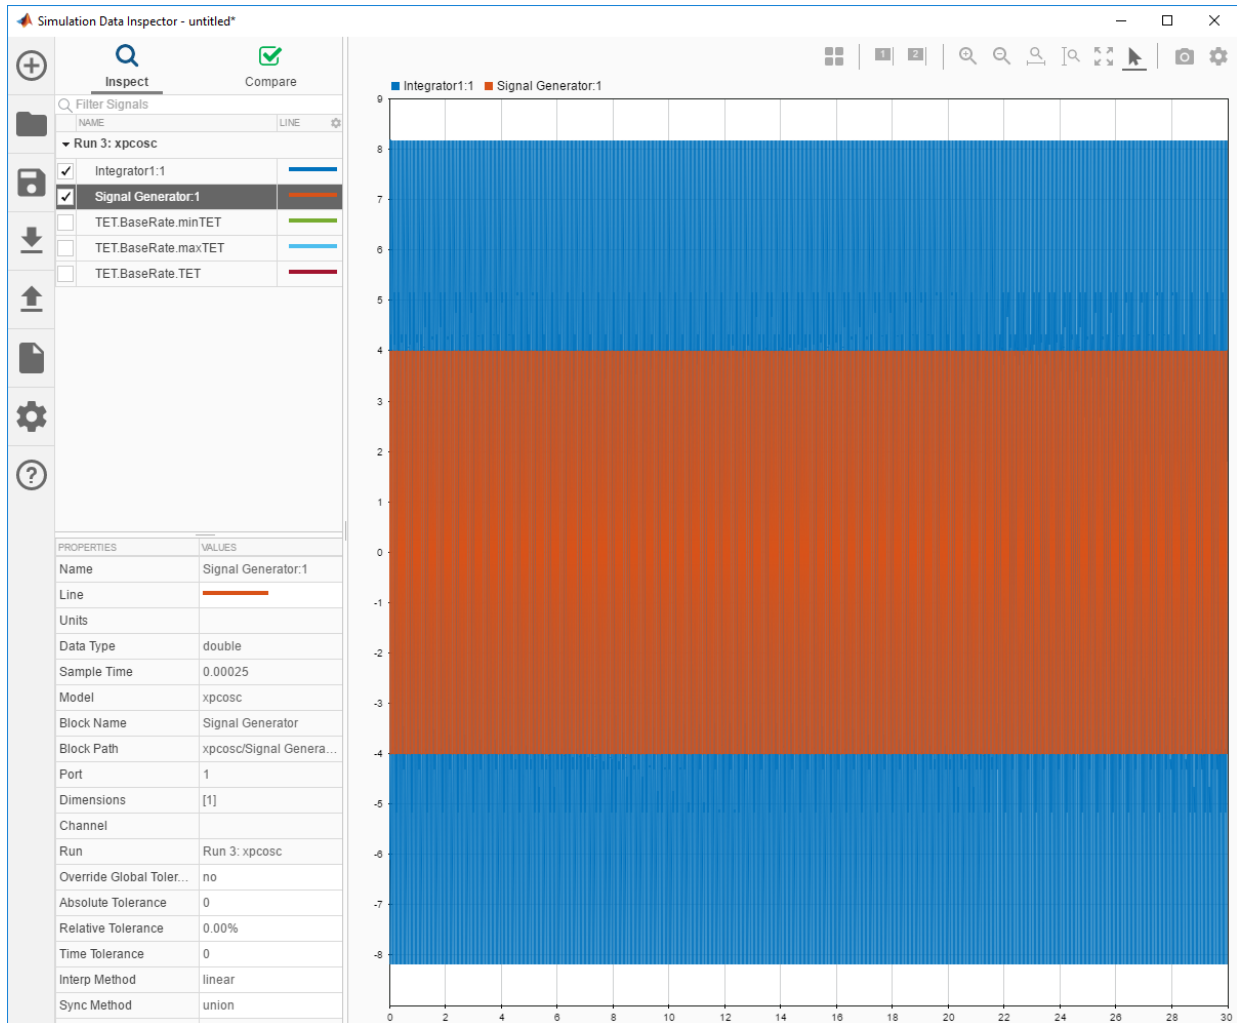 Simulation Data Inspector - untitled*
Inspect
Compare
Filter Signals
NAME LINE
Run 3: xpcosc
Integrator1:1
Signal Generator:1
TET.BaseRate.minTET
TET.BaseRate.maxTET
TET.BaseRate.TET
PROPERTIES VALUES
Name Signal Generator:1
Line
Units
Data Type double
Sample Time 0.00025
Model xpcosc
Block Name Signal Generator
Block Path xpcosc/Signal Genera...
Port 1
Dimensions [1]
Channel
Run Run 3: xpcosc
Override Global Toler... no
Absolute Tolerance 0
Relative Tolerance 0.00%
Time Tolerance 0
Interp Method linear
Sync Method union
1 2
Integrator1:1 Signal Generator:1
9
8
7
6
5
4
3
2
1
0
-1
-2
-3
-4
-5
-6
-7
-8
0 2 4 6 8 10 12 14 16 18 20 22 24 26 28 30